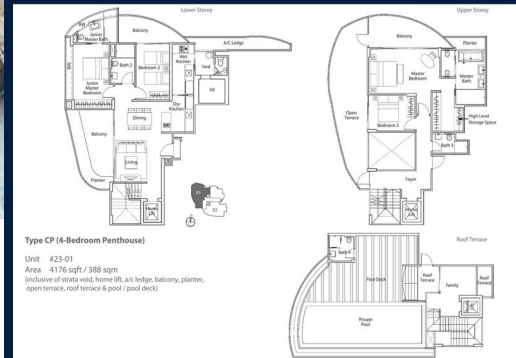 Lower Storey
Bay
Junior
Master Bath
Balcony
A/C Ledge
Bath 2
Bedroom 2
Wet
Kitchen
Yard
Junior
Master
Bedroom
HS
Dry
Kitchen
Dining
Balcony
Living
Planter
Home
Lift
01
02
Type CP (4-Bedroom Penthouse)
Unit #23-01
Area 4176 sqft / 388 sqm
(inclusive of strata void, home lift, a/c ledge, balcony, planter,
open terrace, roof terrace & pool / pool deck)
Upper Storey
Balcony
Planter
Master
Bedroom
Master
Bath
Open
Terrace
Bedroom 3
High Level
Storage Space
Bath 3
Foyer
Home
Lift
Roof Terrace
Bath 4
Pool Deck
Roof
Terrace
Family
Roof
Terrace
Private
Pool